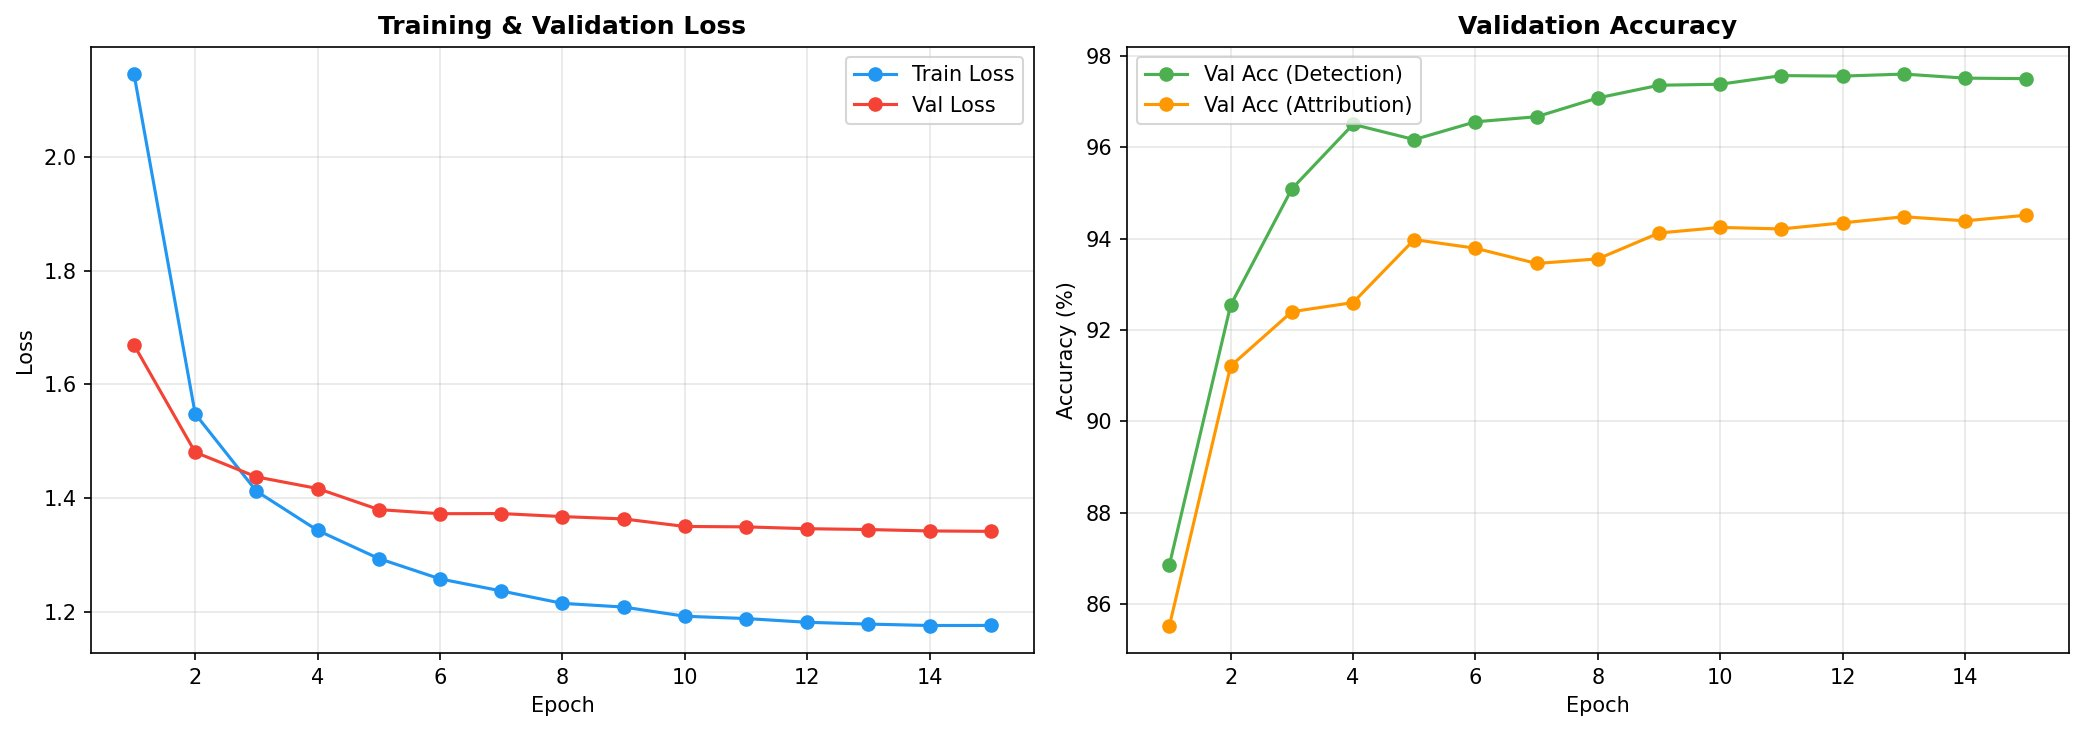 Training & Validation Loss
Train Loss
Val Loss
2.0
1.8
1.6
1.4
1.2
Loss
2 4 6 8 10 12 14
Epoch
Validation Accuracy
Val Acc (Detection)
Val Acc (Attribution)
98
96
94
92
90
88
86
Accuracy (%)
2 4 6 8 10 12 14
Epoch